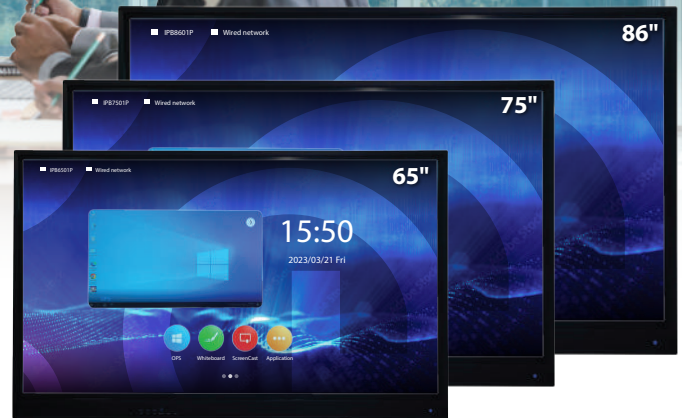 IPB8601P Wired network
86"
IPB7501P Wired network
75"
IPB6501P Wired network
65"
15:50
2023/03/21 Fri
OPS Whiteboard ScreenCast Application